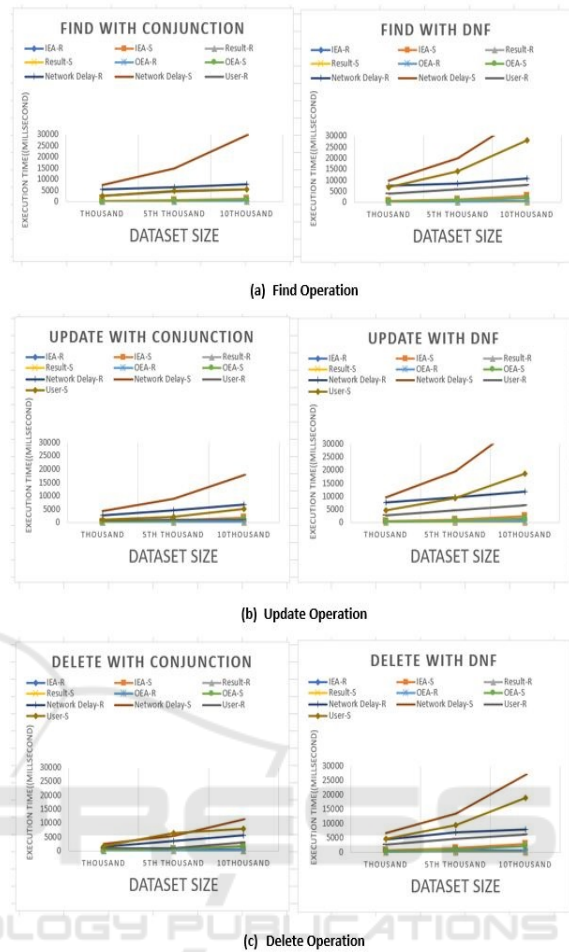 FIND WITH CONJUNCTION
IEA-R IEA-S Result-R
Result-S OEA-R OEA-S
Network Delay-R Network Delay-S User-R
EXECUTION TIME((MILLSECOND)
30000
25000
20000
15000
10000
5000
0
THOUSAND 5TH THOUSAND 10THOUSAND
DATASET SIZE
FIND WITH DNF
IEA-R IEA-S Result-R
Result-S OEA-R OEA-S
Network Delay-R Network Delay-S User-R
EXECUTION TIME((MILLSECOND)
30000
25000
20000
15000
10000
5000
0
THOUSAND 5TH THOUSAND 10THOUSAND
DATASET SIZE
(a) Find Operation
UPDATE WITH CONJUNCTION
IEA-R IEA-S Result-R
Result-S OEA-R OEA-S
Network Delay-R Network Delay-S User-R
User-S
EXECUTION TIME((MILLSECOND)
30000
25000
20000
15000
10000
5000
0
THOUSAND 5TH THOUSAND 10THOUSAND
DATASET SIZE
UPDATE WITH DNF
IEA-R IEA-S Result-R
Result-S OEA-R OEA-S
Network Delay-R Network Delay-S User-R
User-S
EXECUTION TIME((MILLSECOND)
30000
25000
20000
15000
10000
5000
0
THOUSAND 5TH THOUSAND 10THOUSAND
DATASET SIZE
(b) Update Operation
DELETE WITH CONJUNCTION
IEA-R IEA-S Result-R
Result-S OEA-R OEA-S
Network Delay-R Network Delay-S User-R
User-S
EXECUTION TIME((MILLSECOND)
30000
25000
20000
15000
10000
5000
0
THOUSAND 5TH THOUSAND 10THOUSAND
DATASET SIZE
DELETE WITH DNF
IEA-R IEA-S Result-R
Result-S OEA-R OEA-S
Network Delay-R Network Delay-S User-R
User-S
EXECUTION TIME((MILLSECOND)
30000
25000
20000
15000
10000
5000
0
THOUSAND 5TH THOUSAND 10THOUSAND
DATASET SIZE
(c) Delete Operation
PUBLICATIONS